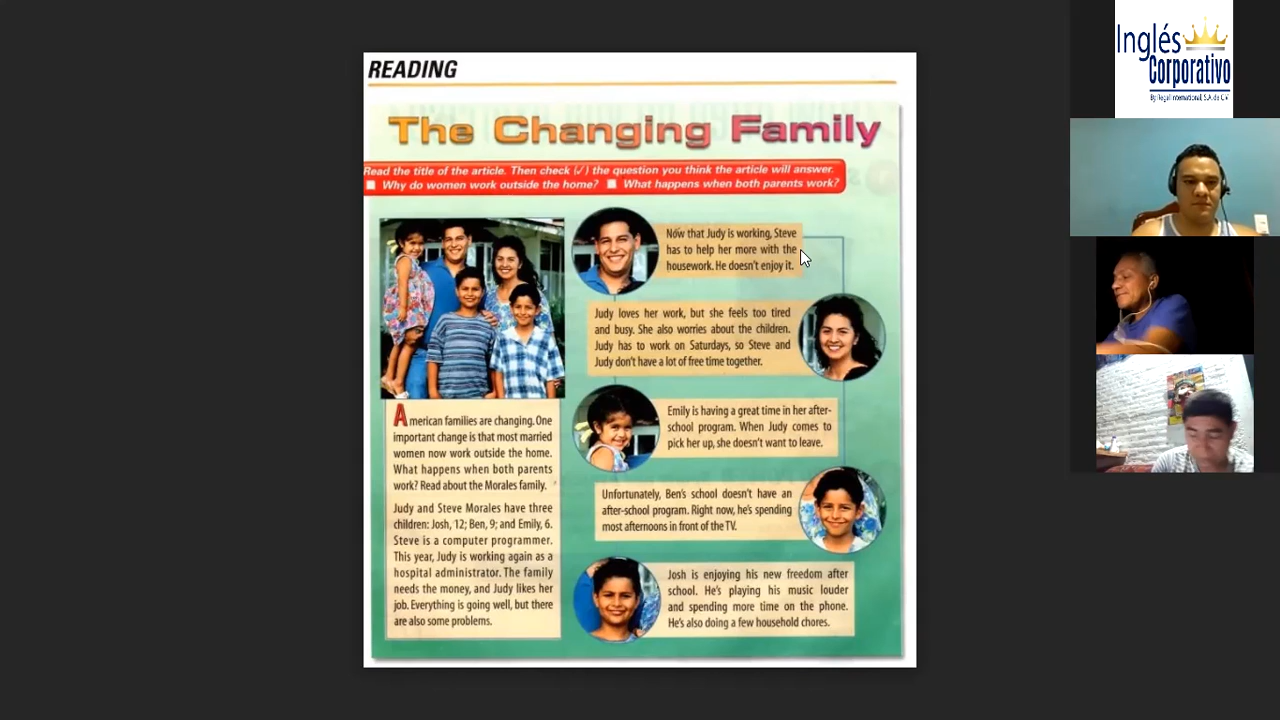 READING
The Changing Family
Read the title of the article. Then check (✓) the question you think the article will answer.
Why do women work outside the home? What happens when both parents work?
Now that Judy is working, Steve
has to help her more with the
housework. He doesn't enjoy it.
Judy loves her work, but she feels too tired
and busy. She also worries about the children.
Judy has to work on Saturdays, so Steve and
Judy don't have a lot of free time together.
Emily is having a great time in her after-
school program. When Judy comes to
pick her up, she doesn't want to leave.
Unfortunately, Ben's school doesn't have an
after-school program. Right now, he's spending
most afternoons in front of the TV.
Josh is enjoying his new freedom after
school. He's playing his music louder
and spending more time on the phone.
He's also doing a few household chores.
American families are changing. One
important change is that most married
women now work outside the home.
What happens when both parents
work? Read about the Morales family.
Judy and Steve Morales have three
children: Josh, 12; Ben, 9; and Emily, 6.
Steve is a computer programmer.
This year, Judy is working again as a
hospital administrator. The family
needs the money, and Judy likes her
job. Everything is going well, but there
are also some problems.
Inglés
Corporativo
By Regal International, S.A. de C.V.